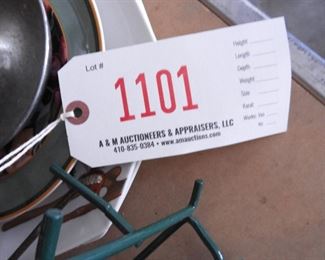 Lot #
1101
Height
Length
Depth
Weight
Size
Karat
Works: Yes
No
A & M AUCTIONEERS & APPRAISERS, LLC
410-835-0384 • www.amauctions.com